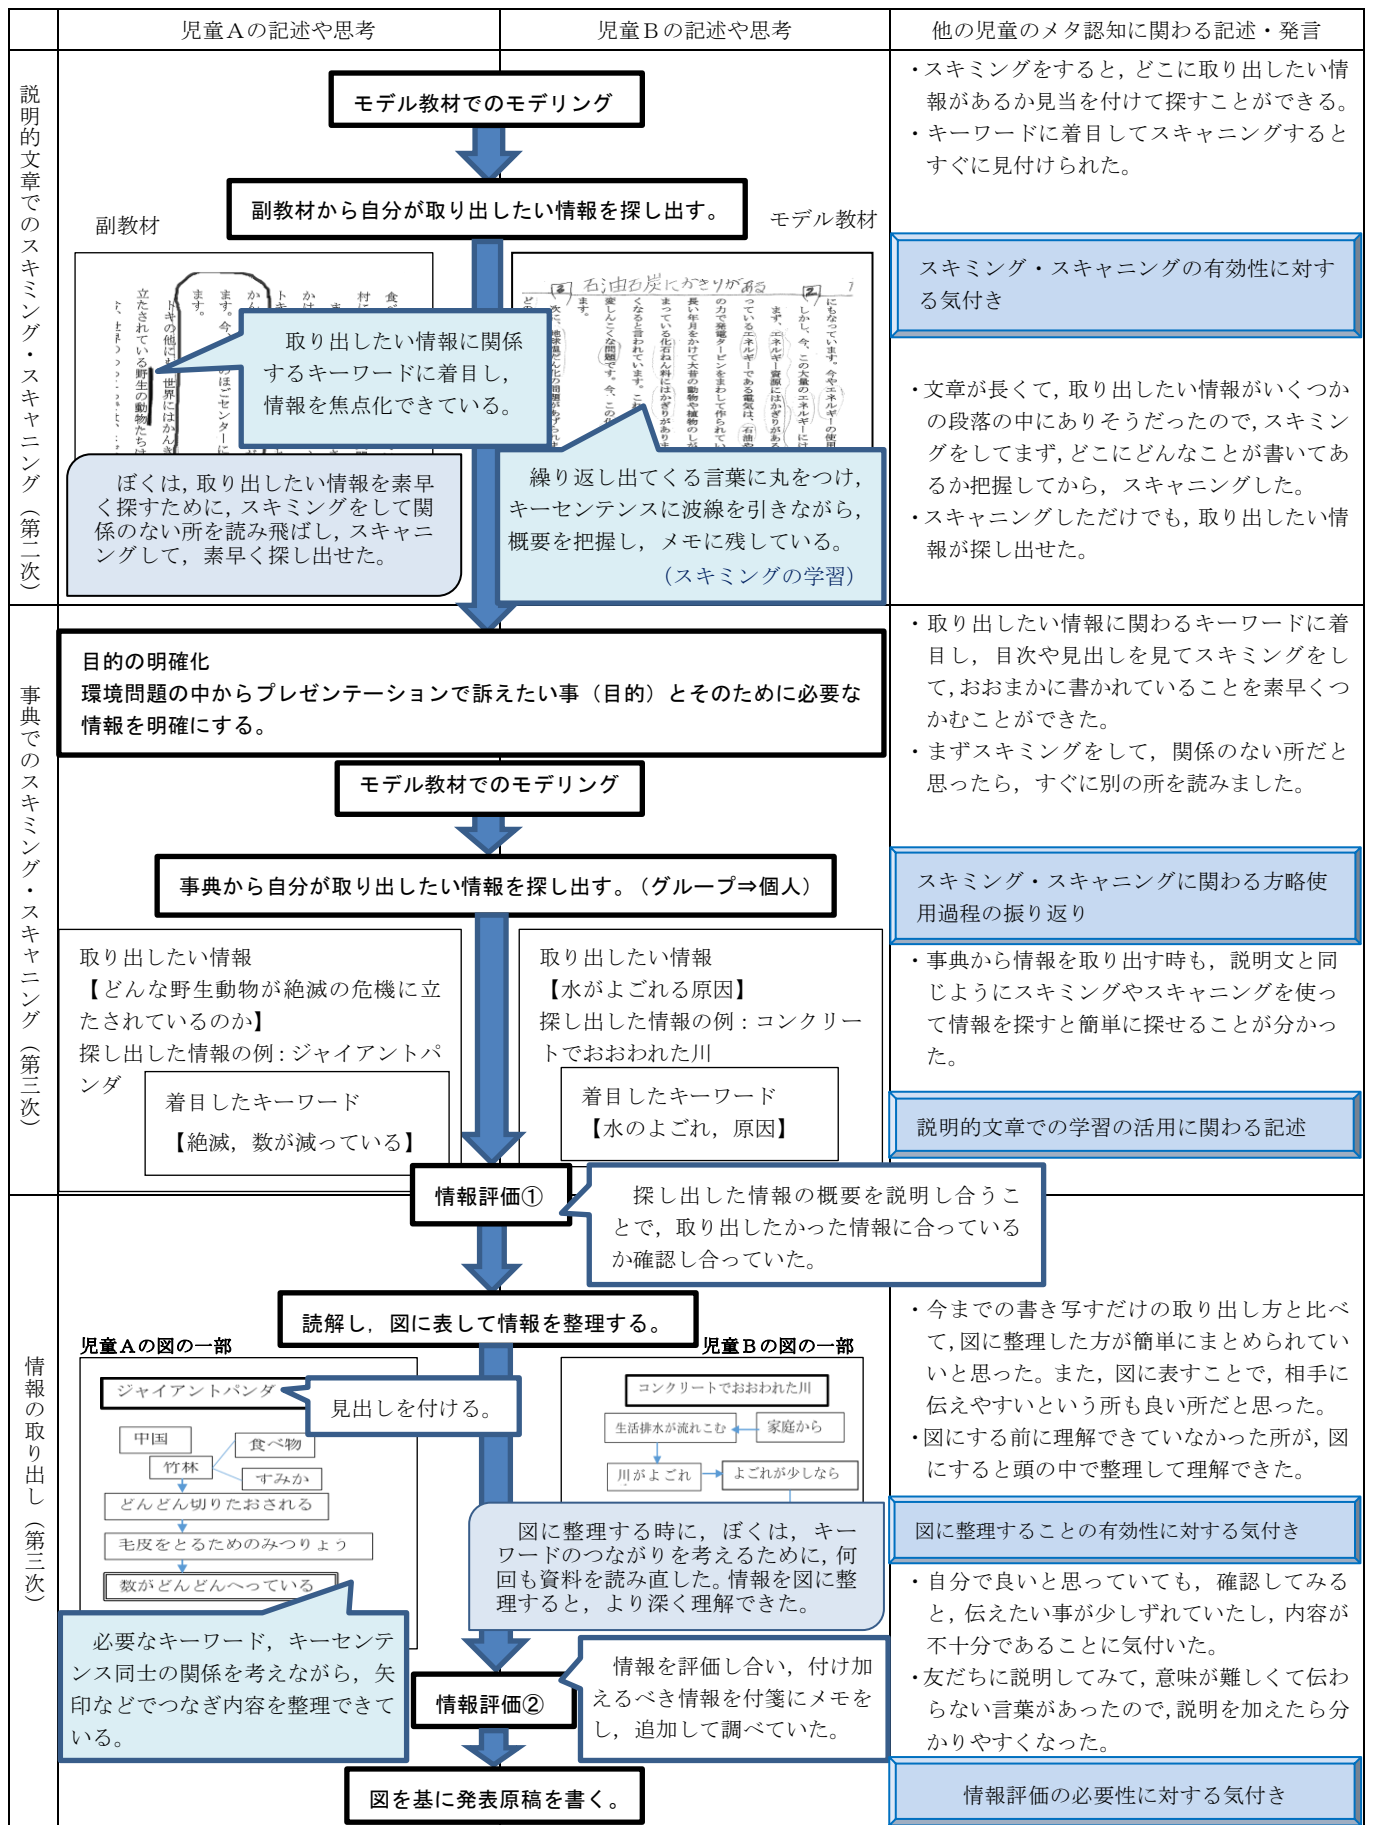 児童Ａの記述や思考
児童Ｂの記述や思考
他の児童のメタ認知に関わる記述・発言
説明的文章でのスキミング・スキャニング（第二次）
モデル教材でのモデリング
副教材から自分が取り出したい情報を探し出す。
副教材
モデル教材
取り出したい情報に関係
するキーワードに着目し，
情報を焦点化できている。
ぼくは，取り出したい情報を素早
く探すために，スキミングをして関
係のない所を読み飛ばし，スキャニ
ングして，素早く探し出せた。
石油石炭にかぎりがある
繰り返し出てくる言葉に丸をつけ，
キーセンテンスに波線を引きながら，
概要を把握し，メモに残している。
（スキミングの学習）
・スキミングをすると，どこに取り出したい情
報があるか見当を付けて探すことができる。
・キーワードに着目してスキャニングすると
すぐに見付けられた。
スキミング・スキャニングの有効性に対す
る気付き
・文章が長くて，取り出したい情報がいくつか
の段落の中にありそうだったので，スキミン
グをしてまず，どこにどんなことが書いてあ
るか把握してから，スキャニングした。
・スキャニングしただけでも，取り出したい情
報が探し出せた。
事典でのスキミング・スキャニング（第三次）
目的の明確化
環境問題の中からプレゼンテーションで訴えたい事（目的）とそのために必要な
情報を明確にする。
モデル教材でのモデリング
事典から自分が取り出したい情報を探し出す。（グループ⇒個人）
取り出したい情報
【どんな野生動物が絶滅の危機に立
たされているのか】
探し出した情報の例：ジャイアントパ
ンダ
着目したキーワード
【絶滅，数が減っている】
取り出したい情報
【水がよごれる原因】
探し出した情報の例：コンクリー
トでおおわれた川
着目したキーワード
【水のよごれ，原因】
・取り出したい情報に関わるキーワードに着
目し，目次や見出しを見てスキミングをし
て，おおまかに書かれていることを素早くつ
かむことができた。
・まずスキミングをして，関係のない所だと
思ったら，すぐに別の所を読みました。
スキミング・スキャニングに関わる方略使
用過程の振り返り
・事典から情報を取り出す時も，説明文と同
じようにスキミングやスキャニングを使っ
て情報を探すと簡単に探せることが分かっ
た。
説明的文章での学習の活用に関わる記述
情報評価①
探し出した情報の概要を説明し合うこ
とで，取り出したかった情報に合っている
か確認し合っていた。
情報の取り出し（第三次）
読解し，図に表して情報を整理する。
児童Ａの図の一部
ジャイアントパンダ
見出しを付ける。
中国
食べ物
竹林
すみか
どんどん切りたおされる
毛皮をとるためのみつりょう
数がどんどんへっている
必要なキーワード，キーセンテ
ンス同士の関係を考えながら，矢
印などでつなぎ内容を整理できて
いる。
児童Ｂの図の一部
コンクリートでおおわれた川
生活排水が流れこむ
家庭から
川がよごれ
よごれが少しなら
図に整理する時に，ぼくは，キー
ワードのつながりを考えるために，何
回も資料を読み直した。情報を図に整
理すると，より深く理解できた。
情報評価②
情報を評価し合い，付け加
えるべき情報を付箋にメモを
し，追加して調べていた。
図を基に発表原稿を書く。
・今までの書き写すだけの取り出し方と比べ
て，図に整理した方が簡単にまとめられてい
いと思った。また，図に表すことで，相手に
伝えやすいという所も良い所だと思った。
・図にする前に理解できていなかった所が，図
にすると頭の中で整理して理解できた。
図に整理することの有効性に対する気付き
・自分で良いと思っていても，確認してみる
と，伝えたい事が少しずれていたし，内容が
不十分であることに気付いた。
・友だちに説明してみて，意味が難しくて伝わ
らない言葉があったので，説明を加えたら分
かりやすくなった。
情報評価の必要性に対する気付き